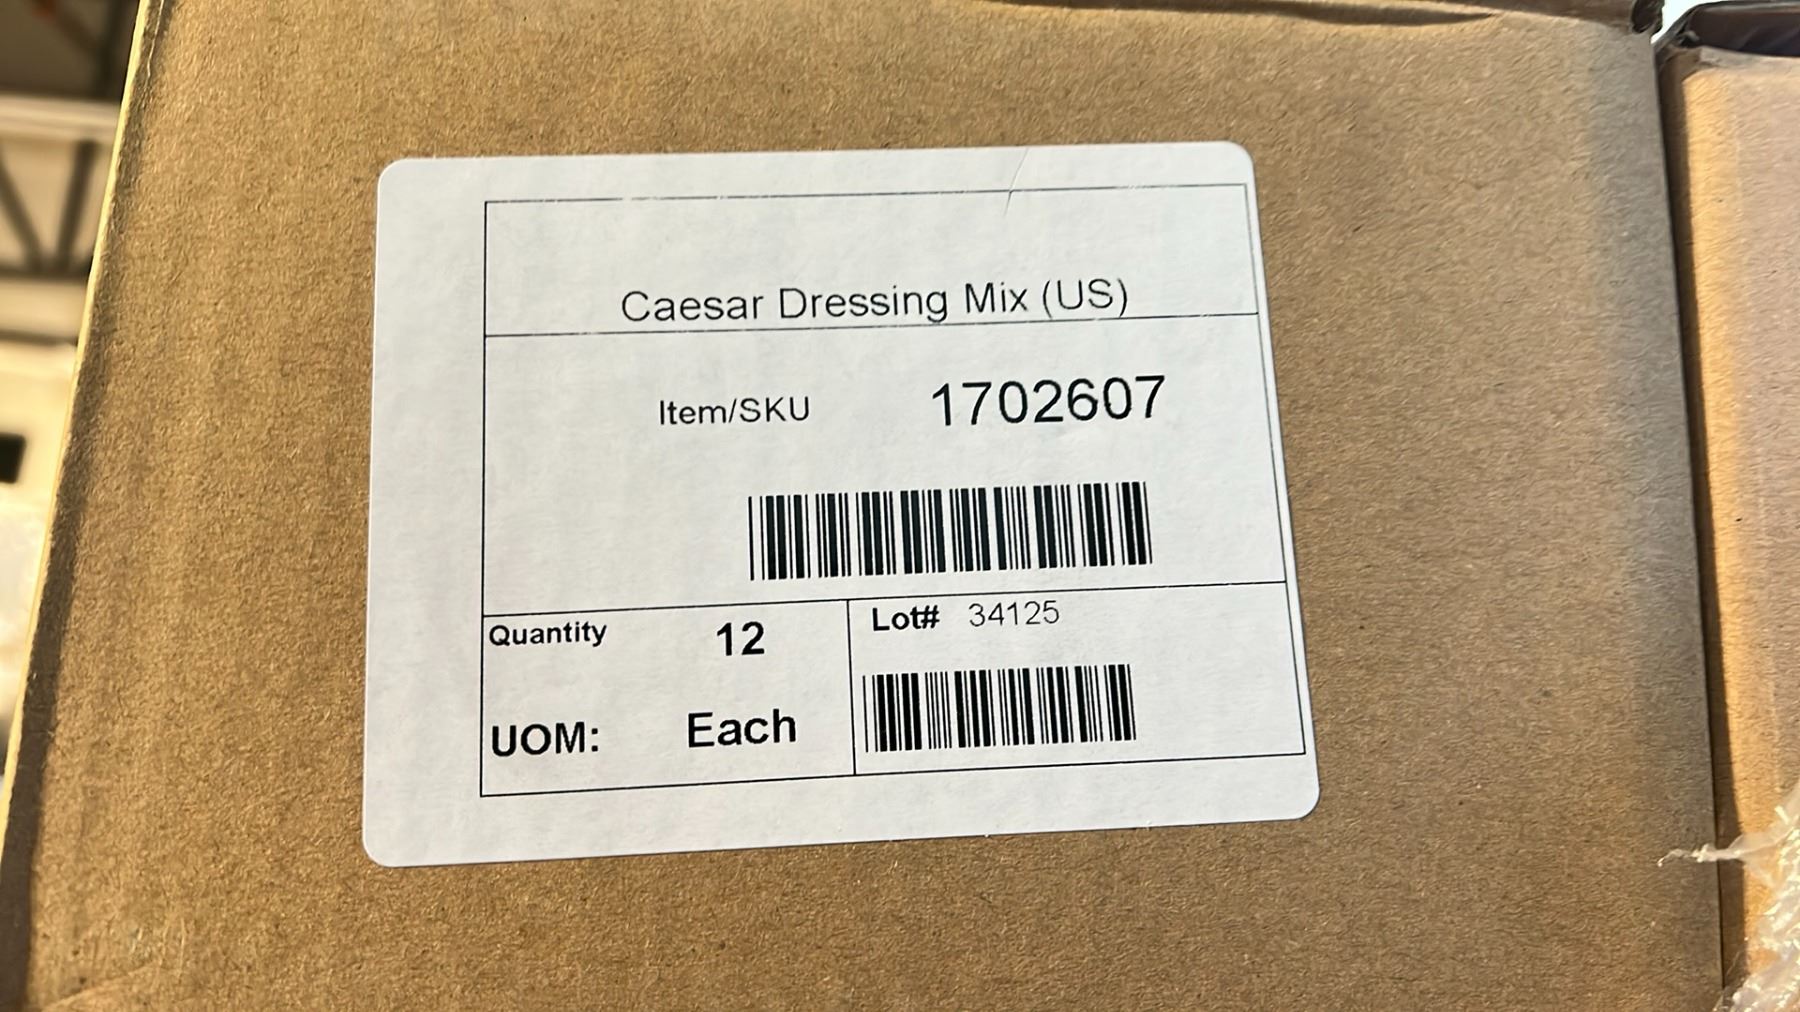 Caesar Dressing Mix (US)
Item/SKU 1702607
Quantity 12
Lot# 34125
UOM: Each